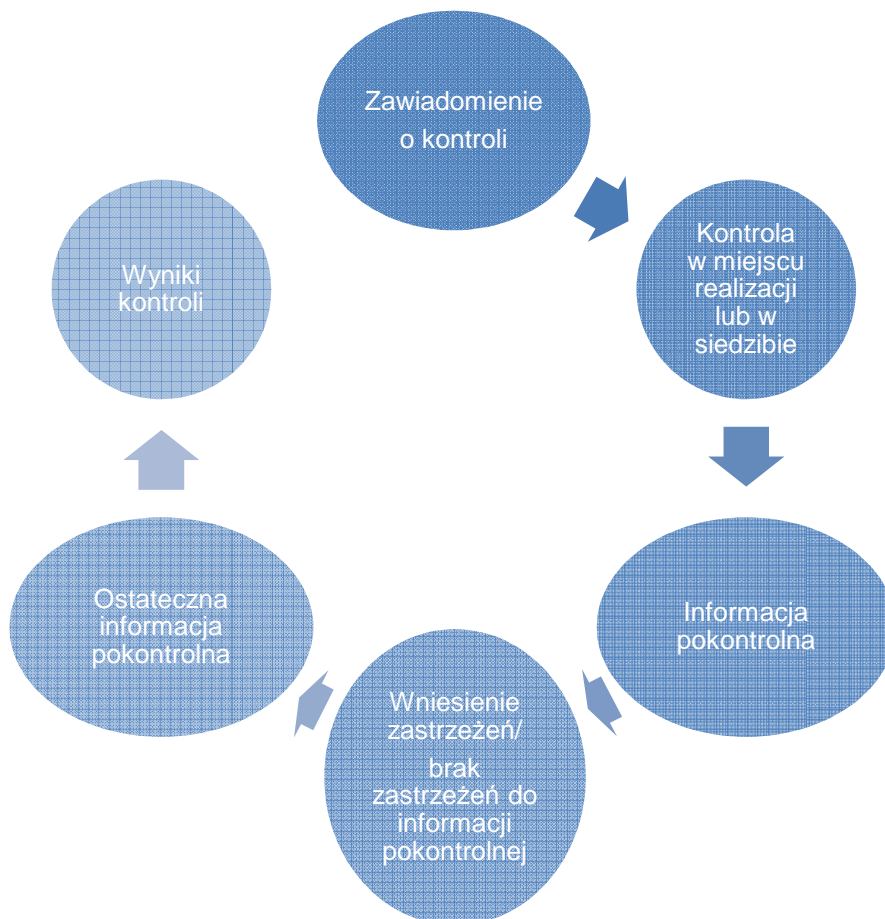 Zawiadomienie
o kontroli
Kontrola
w miejscu
realizacji
lub w
siedzibie
Informacja
pokontrolna
Wniesienie
zastrzeżeń/
brak
zastrzeżeń do
informacji
pokontrolnej
Ostateczna
informacja
pokontrolna
Wyniki
kontroli